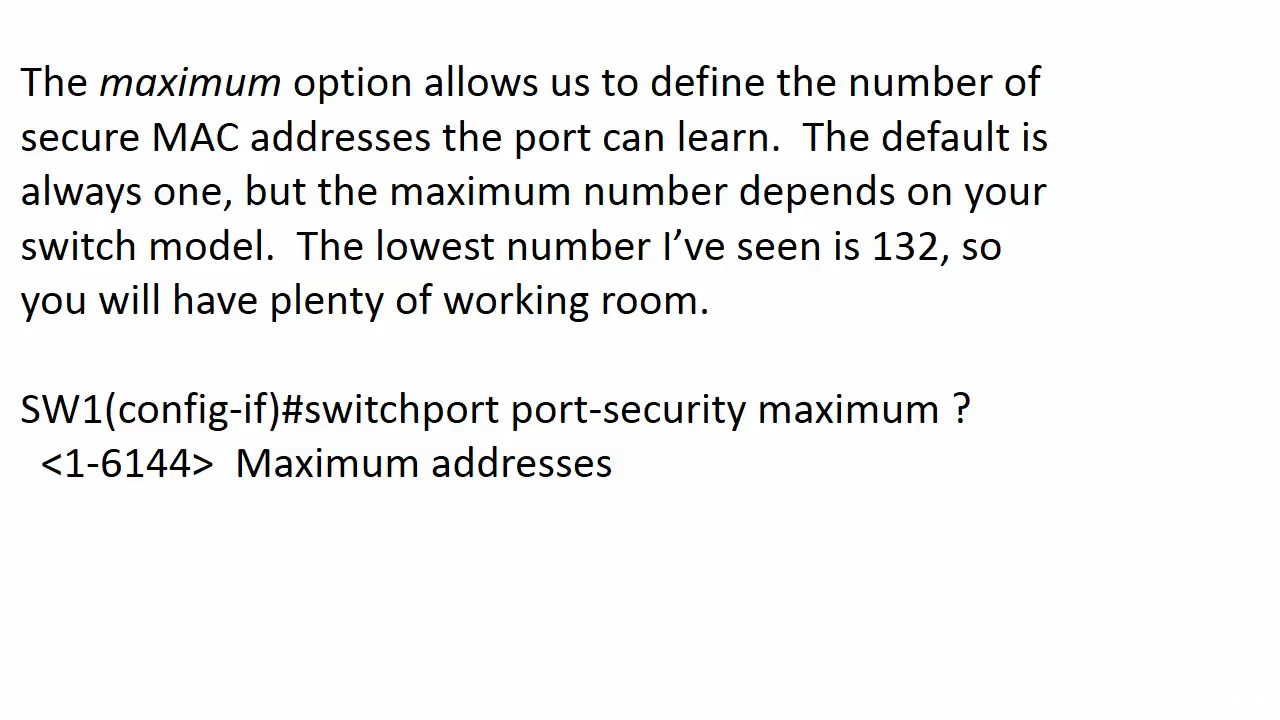 The maximum option allows us to define the number of
secure MAC addresses the port can learn.  The default is
always one, but the maximum number depends on your
switch model.  The lowest number I’ve seen is 132, so
you will have plenty of working room.
SW1(config-if)#switchport port-security maximum ?
<1-6144>  Maximum addresses